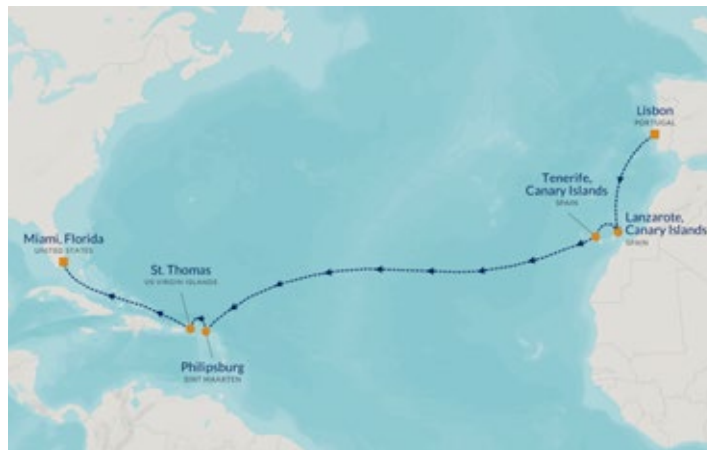 Lisbon
PORTUGAL
Tenerife,
Canary Islands
SPAIN
Lanzarote,
Canary Islands
SPAIN
Miami, Florida
UNITED STATES
St. Thomas
US VIRGIN ISLANDS
Philipsburg
SINT MAARTEN